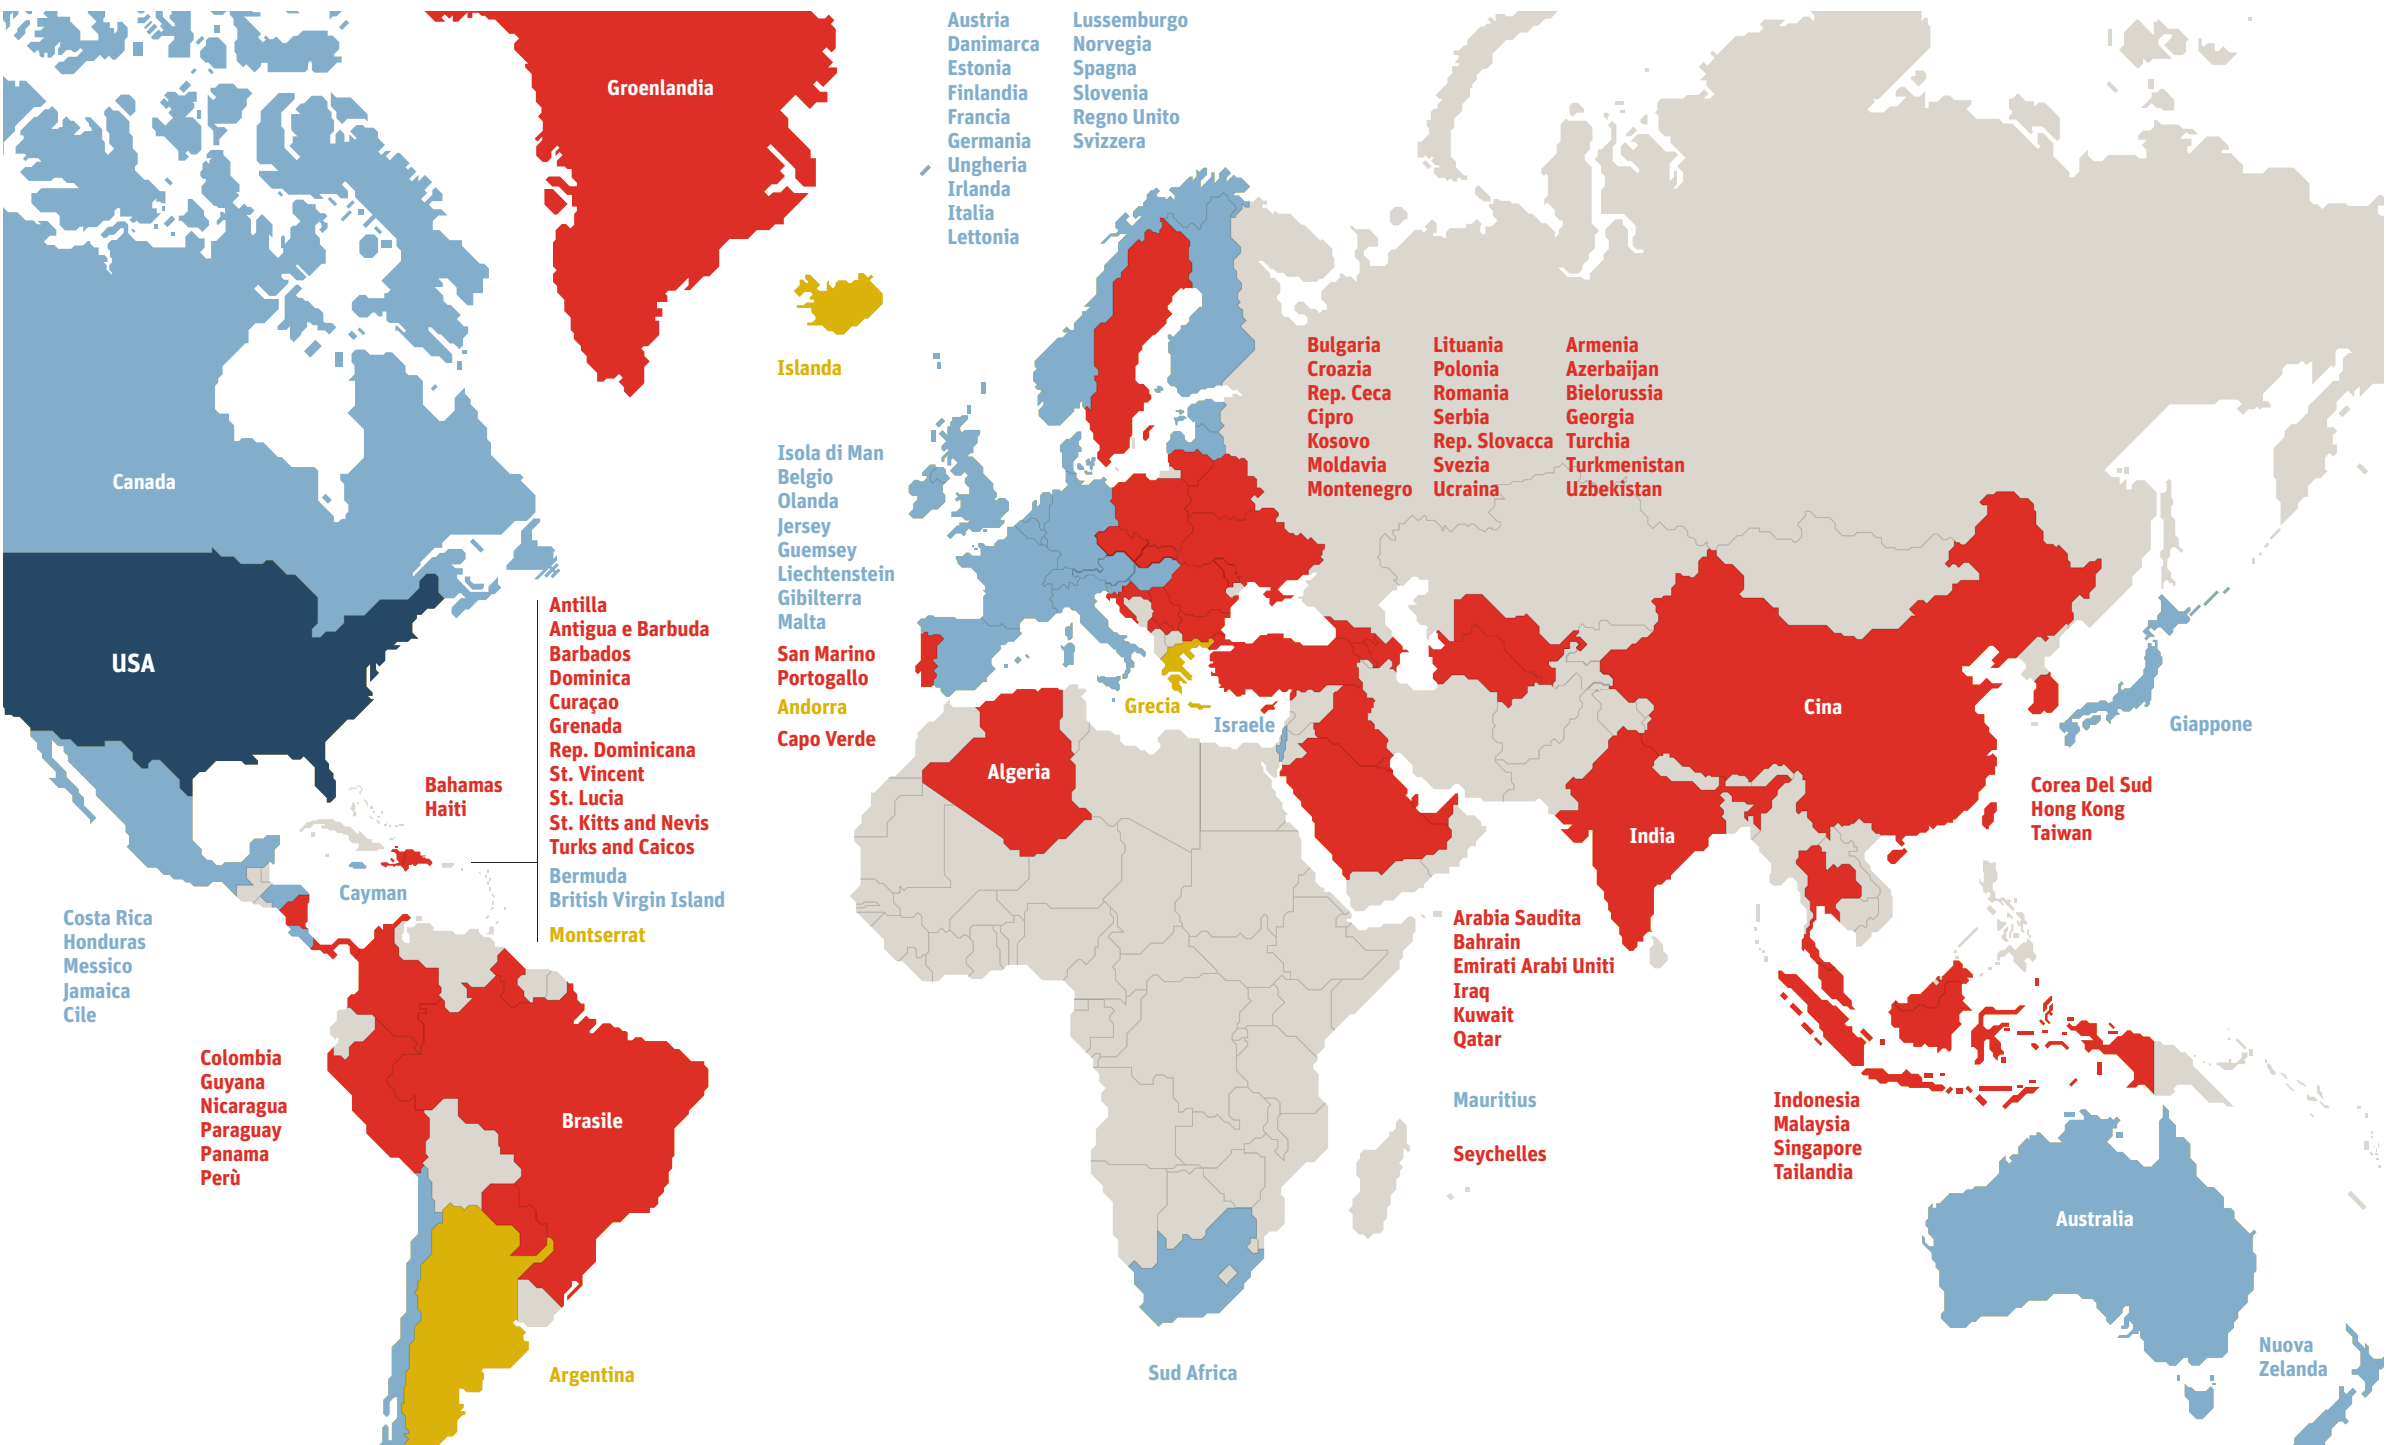 Groenlandia
Austria
Danimarca
Estonia
Finlandia
Francia
Germania
Ungheria
Irlanda
Italia
Lettonia
Lussemburgo
Norvegia
Spagna
Slovenia
Regno Unito
Svizzera
Islanda
Bulgaria
Croazia
Rep. Ceca
Cipro
Kosovo
Moldavia
Montenegro
Lituania
Polonia
Romania
Serbia
Rep. Slovacca
Svezia
Ucraina
Armenia
Azerbaijan
Bielorussia
Georgia
Turchia
Turkmenistan
Uzbekistan
Canada
Isola di Man
Belgio
Olanda
Jersey
Guemsey
Liechtenstein
Gibilterra
Malta
San Marino
Portogallo
Andorra
Capo Verde
USA
Antilla
Antigua e Barbuda
Barbados
Dominica
Curaçao
Grenada
Rep. Dominicana
St. Vincent
St. Lucia
St. Kitts and Nevis
Turks and Caicos
Bermuda
British Virgin Island
Montserrat
Grecia
Israele
Cina
Giappone
Algeria
Bahamas
Haiti
India
Corea Del Sud
Hong Kong
Taiwan
Cayman
Costa Rica
Honduras
Messico
Jamaica
Cile
Arabia Saudita
Bahrain
Emirati Arabi Uniti
Iraq
Kuwait
Qatar
Colombia
Guyana
Nicaragua
Paraguay
Panama
Perù
Brasile
Mauritius
Seychelles
Indonesia
Malaysia
Singapore
Tailandia
Australia
Argentina
Sud Africa
Nuova
Zelanda